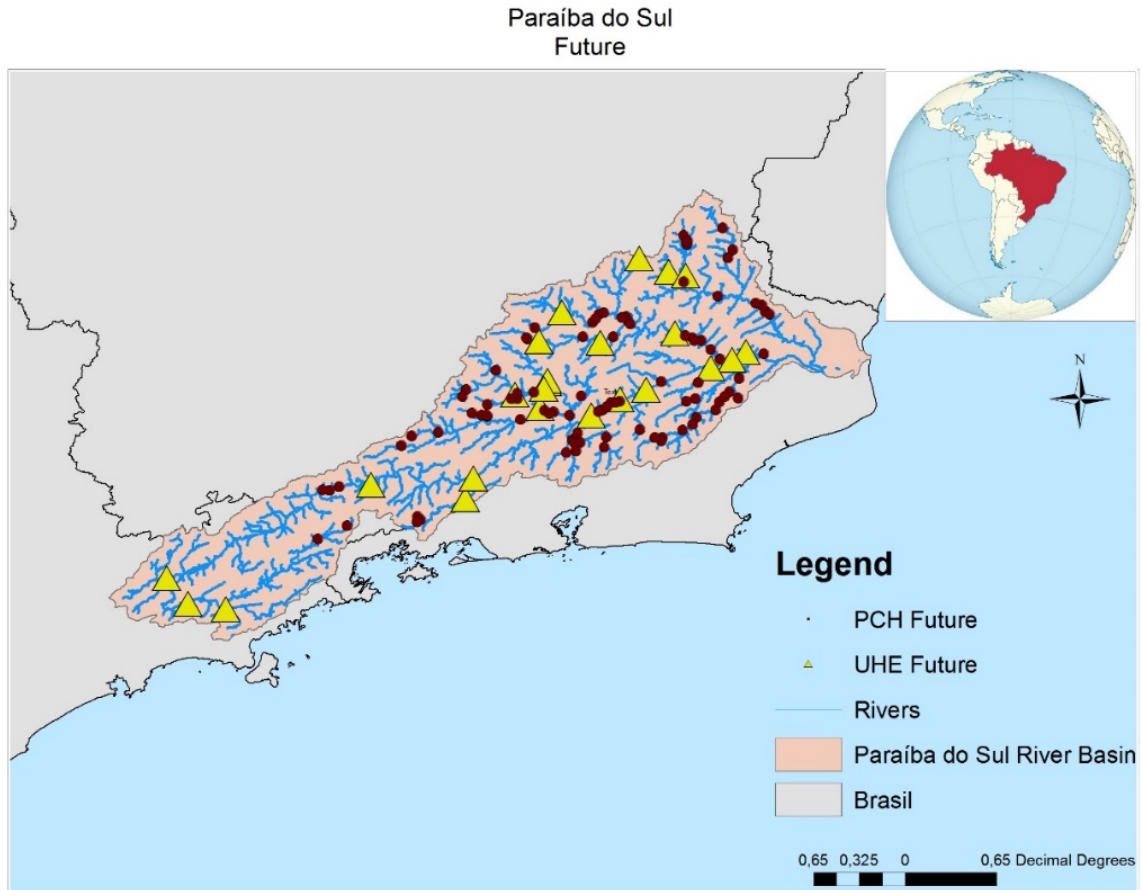 Paraíba do Sul
Future
N
Legend
PCH Future
UHE Future
Rivers
Paraíba do Sul River Basin
Brasil
0,65 0,325 0 0,65 Decimal Degrees